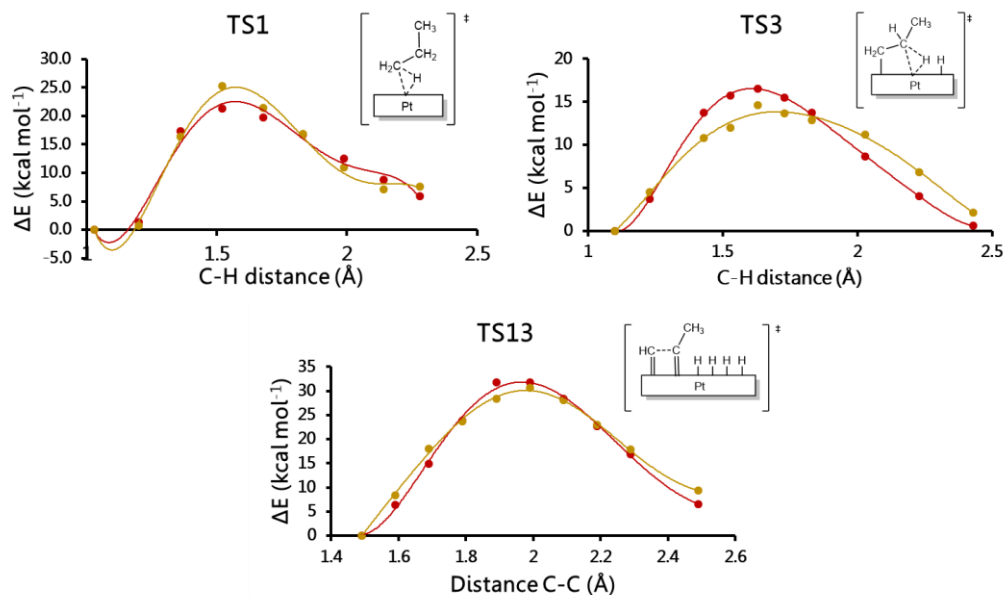 TS1
ΔE (kcal mol⁻¹)
30.0
25.0
20.0
15.0
10.0
5.0
0.0
-5.0
1
1.5
2
2.5
C-H distance (Å)
CH₃
CH₂
H₂C
H
Pt
‡
TS3
ΔE (kcal mol⁻¹)
20
15
10
5
0
1
1.5
2
2.5
C-H distance (Å)
CH₃
H
C
H₂C
H
H
Pt
‡
TS13
ΔE (kcal mol⁻¹)
35
30
25
20
15
10
5
0
1.4
1.6
1.8
2
2.2
2.4
2.6
Distance C-C (Å)
CH₃
HC
C
H H H H
Pt
‡